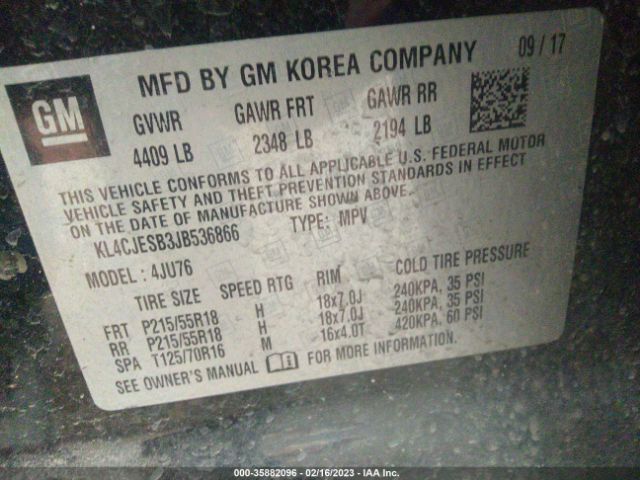 GM
MFD BY GM KOREA COMPANY 09 / 17
GVWR GAWR FRT GAWR RR
4409 LB 2348 LB 2194 LB
THIS VEHICLE CONFORMS TO ALL APPLICABLE U.S. FEDERAL MOTOR
VEHICLE SAFETY AND THEFT PREVENTION STANDARDS IN EFFECT
ON THE DATE OF MANUFACTURE SHOWN ABOVE.
KL4CJESB3JB536866 TYPE: MPV
MODEL: 4JU76
TIRE SIZE SPEED RTG RIM COLD TIRE PRESSURE
FRT P215/55R18 H 18x7.0J 240KPA, 35 PSI
RR P215/55R18 H 18x7.0J 240KPA, 35 PSI
SPA T125/70R16 M 16x4.0T 420KPA, 60 PSI
SEE OWNER'S MANUAL FOR MORE INFORMATION.
000-35882096 - 02/16/2023 - IAA Inc.